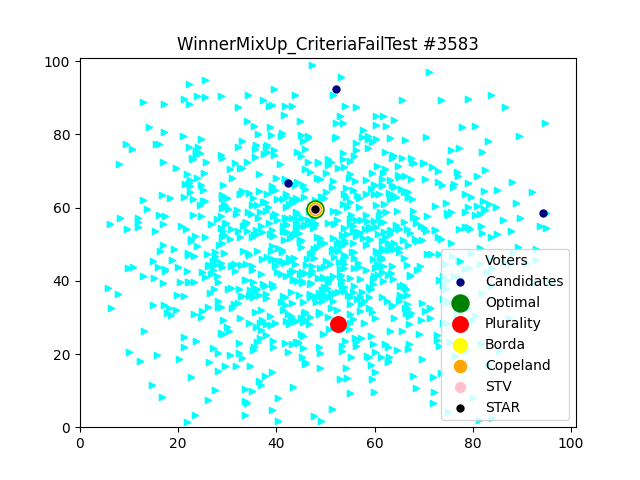 WinnerMixUp_CriteriaFailTest #3583
100
80
60
40
20
0
0 20 40 60 80 100
Voters
Candidates
Optimal
Plurality
Borda
Copeland
STV
STAR